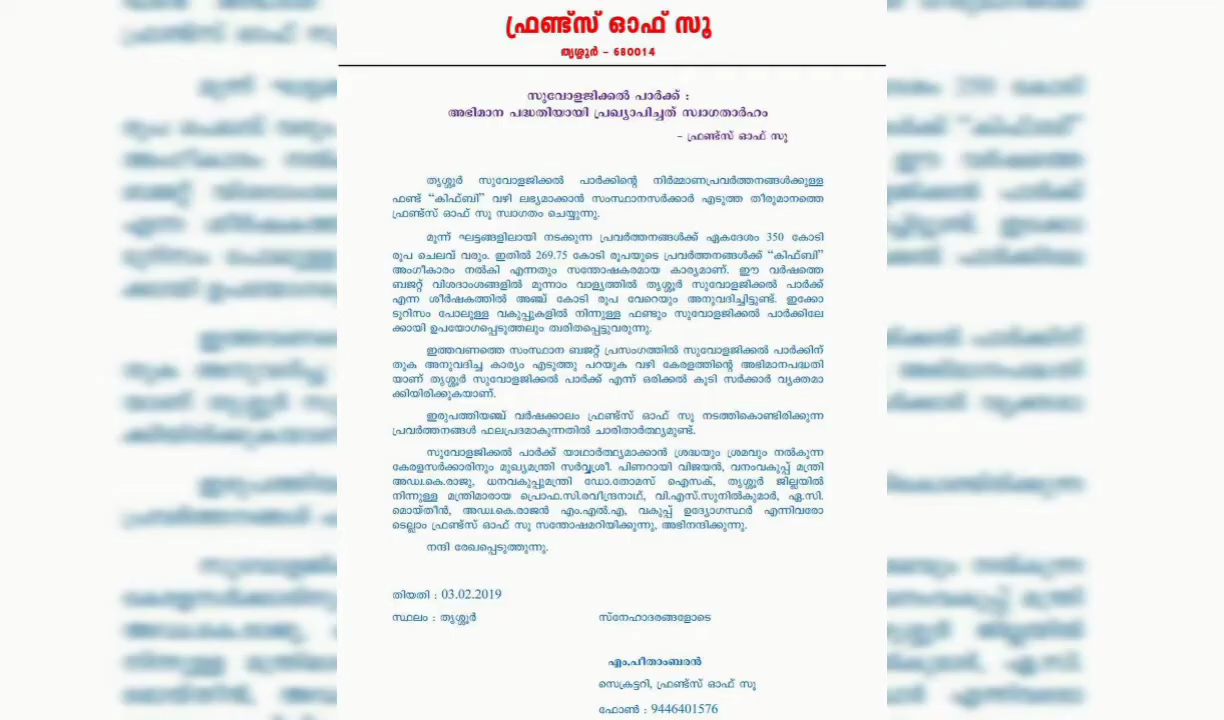 ഫ്രണ്ട്സ് ഓഫ് സൂ
തൃശ്ശൂർ - 680014
സുവോളജിക്കൽ പാർക്ക് :
അഭിമാന പദ്ധതിയായി പ്രഖ്യാപിച്ചത് സ്വാഗതാർഹം
- ഫ്രണ്ട്സ് ഓഫ് സൂ
തൃശ്ശൂർ സുവോളജിക്കൽ പാർക്കിന്റെ നിർമ്മാണപ്രവർത്തനങ്ങൾക്കുള്ള
ഫണ്ട് “കിഫ്ബി” വഴി ലഭ്യമാക്കാൻ സംസ്ഥാനസർക്കാർ എടുത്ത തീരുമാനത്തെ
ഫ്രണ്ട്സ് ഓഫ് സൂ സ്വാഗതം ചെയ്യുന്നു.
മൂന്ന് ഘട്ടങ്ങളിലായി നടക്കുന്ന പ്രവർത്തനങ്ങൾക്ക് ഏകദേശം 350 കോടി
രൂപ ചെലവ് വരും. ഇതിൽ 269.75 കോടി രൂപയുടെ പ്രവർത്തനങ്ങൾക്ക് “കിഫ്ബി”
അംഗീകാരം നൽകി എന്നതും സന്തോഷകരമായ കാര്യമാണ്. ഈ വർഷത്തെ
ബജറ്റ് വിശദാംശങ്ങളിൽ മൂന്നാം വാള്യത്തിൽ തൃശ്ശൂർ സുവോളജിക്കൽ പാർക്ക്
എന്ന ശീർഷകത്തിൽ അഞ്ച് കോടി രൂപ വേറെയും അനുവദിച്ചിട്ടുണ്ട്. ഇക്കോ
ടൂറിസം പോലുള്ള വകുപ്പുകളിൽ നിന്നുള്ള ഫണ്ടും സുവോളജിക്കൽ പാർക്കിലേ
ക്കായി ഉപയോഗപ്പെടുത്തലും ത്വരിതപ്പെട്ടുവരുന്നു.
ഇത്തവണത്തെ സംസ്ഥാന ബജറ്റ് പ്രസംഗത്തിൽ സുവോളജിക്കൽ പാർക്കിന്
തുക അനുവദിച്ച കാര്യം എടുത്തു പറയുക വഴി കേരളത്തിന്റെ അഭിമാനപദ്ധതി
യാണ് തൃശ്ശൂർ സുവോളജിക്കൽ പാർക്ക് എന്ന് ഒരിക്കൽ കൂടി സർക്കാർ വ്യക്തമാ
ക്കിയിരിക്കുകയാണ്.
ഇരുപത്തിയഞ്ച് വർഷക്കാലം ഫ്രണ്ട്സ് ഓഫ് സൂ നടത്തികൊണ്ടിരിക്കുന്ന
പ്രവർത്തനങ്ങൾ ഫലപ്രദമാകുന്നതിൽ ചാരിതാർത്ഥ്യമുണ്ട്.
സുവോളജിക്കൽ പാർക്ക് യാഥാർത്ഥ്യമാക്കാൻ ശ്രദ്ധയും ശ്രമവും നൽകുന്ന
കേരളസർക്കാരിനും മുഖ്യമന്ത്രി സർവ്വശ്രീ. പിണറായി വിജയൻ, വനംവകുപ്പ് മന്ത്രി
അഡ്വ.കെ.രാജു, ധനവകുപ്പുമന്ത്രി ഡോ.തോമസ് ഐസക്, തൃശ്ശൂർ ജില്ലയിൽ
നിന്നുള്ള മന്ത്രിമാരായ പ്രൊഫ.സി.രവീന്ദ്രനാഥ്, വി.എസ്.സുനിൽകുമാർ, ഏ.സി.
മൊയ്തീൻ, അഡ്വ.കെ.രാജൻ എം.എൽ.എ, വകുപ്പ് ഉദ്യോഗസ്ഥർ എന്നിവരോ
ടെല്ലാം ഫ്രണ്ട്സ് ഓഫ് സൂ സന്തോഷമറിയിക്കുന്നു, അഭിനന്ദിക്കുന്നു.
നന്ദി രേഖപ്പെടുത്തുന്നു.
തിയതി : 03.02.2019
സ്ഥലം : തൃശ്ശൂർ
സ്നേഹാദരങ്ങളോടെ
എം.പീതാംബരൻ
സെക്രട്ടറി, ഫ്രണ്ട്സ് ഓഫ് സൂ
ഫോൺ : 9446401576